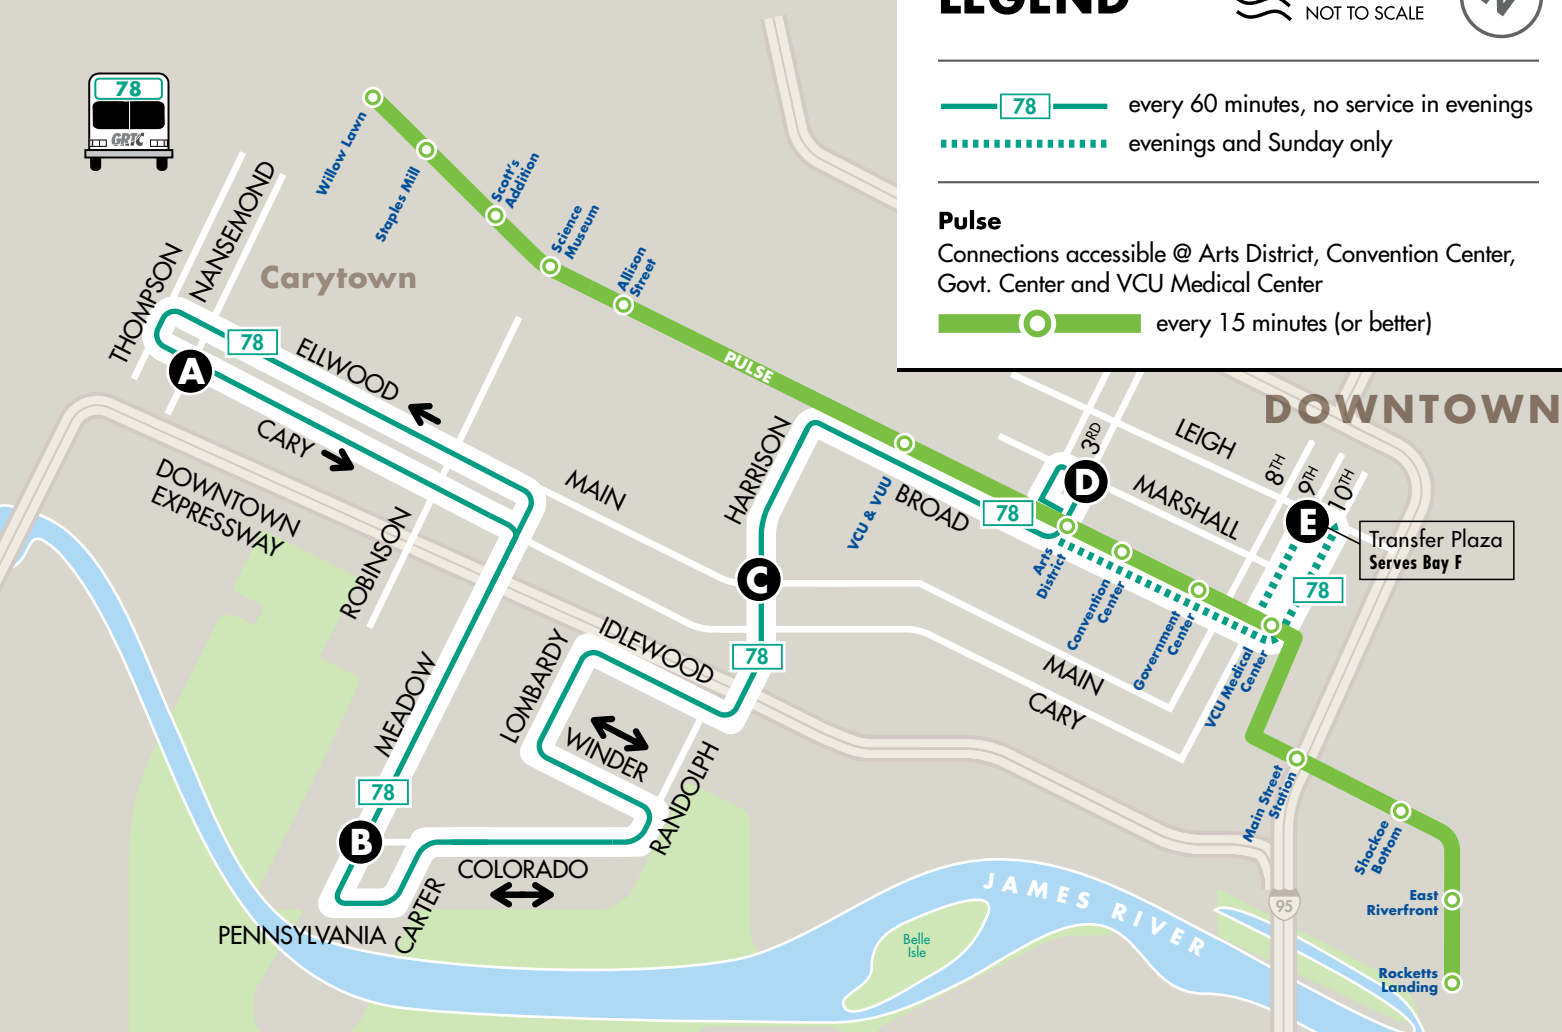 LEGEND
NOT TO SCALE
78
every 60 minutes, no service in evenings
evenings and Sunday only
Pulse
Connections accessible @ Arts District, Convention Center,
Govt. Center and VCU Medical Center
every 15 minutes (or better)
78
GRTC
Willow Lawn
Staples Mill
Scott's
Addition
Science
Museum
Allison
Street
PULSE
THOMPSON
NANSEMOND
Carytown
78
ELLWOOD
A
CARY
DOWNTOWN
EXPRESSWAY
ROBINSON
MAIN
HARRISON
VCU & VUU
BROAD
78
3RD
D
LEIGH
MARSHALL
DOWNTOWN
8TH
9TH
10TH
E
Transfer Plaza
Serves Bay F
78
Arts
District
Convention
Center
Government
Center
VCU Medical
Center
C
78
IDLEWOOD
LOMBARDY
WINDER
RANDOLPH
MEADOW
78
B
COLORADO
CARTER
PENNSYLVANIA
MAIN
CARY
Main Street
Station
Shockoe
Bottom
East
Riverfront
Rocketts
Landing
95
JAMES RIVER
Belle
Isle